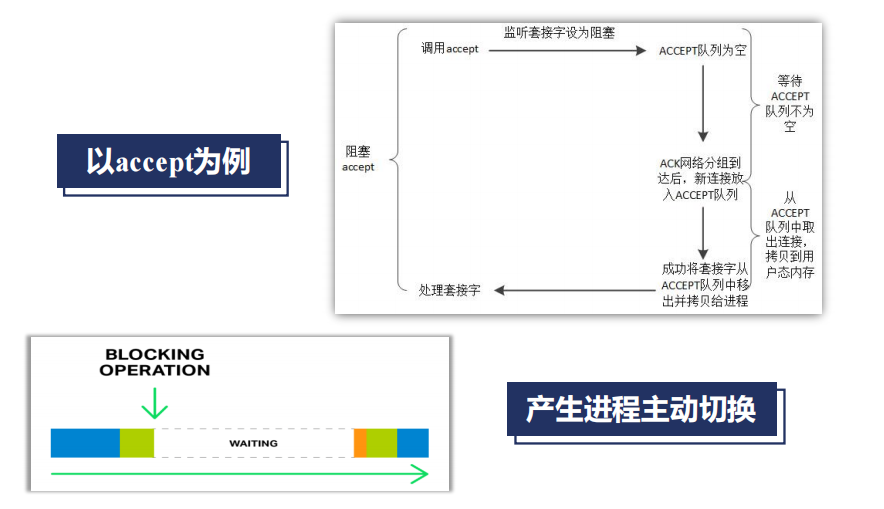 以accept为例
监听套接字设为阻塞
调用accept
ACCEPT队列为空
等待
ACCEPT
队列不为
空
阻塞
accept
ACK网络分组到
达后，新连接放
入ACCEPT队列
从
ACCEPT
队列中取
出连接，
拷贝到用
户态内存
成功将套接字从
ACCEPT队列中移
出并拷贝给进程
处理套接字
BLOCKING
OPERATION
WAITING
产生进程主动切换